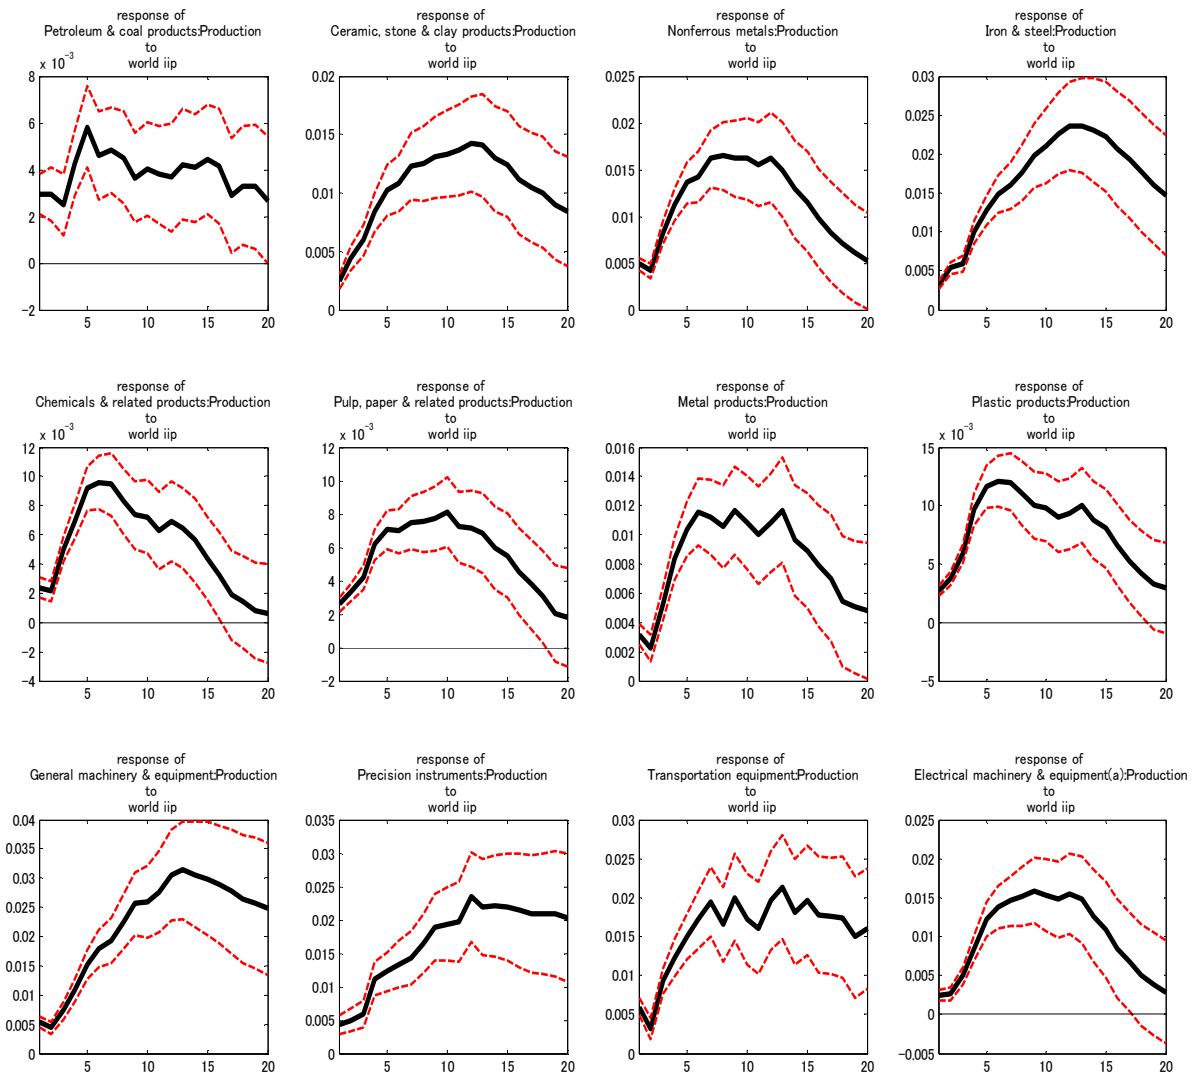 response of
Petroleum & coal products:Production
to
world iip
x 10⁻³
8
6
4
2
0
−2
5 10 15 20
response of
Ceramic, stone & clay products:Production
to
world iip
0.02
0.015
0.01
0.005
0
5 10 15 20
response of
Nonferrous metals:Production
to
world iip
0.025
0.02
0.015
0.01
0.005
0
5 10 15 20
response of
Iron & steel:Production
to
world iip
0.03
0.025
0.02
0.015
0.01
0.005
0
5 10 15 20
response of
Chemicals & related products:Production
to
world iip
x 10⁻³
12
10
8
6
4
2
0
−2
−4
5 10 15 20
response of
Pulp, paper & related products:Production
to
world iip
x 10⁻³
12
10
8
6
4
2
0
−2
5 10 15 20
response of
Metal products:Production
to
world iip
0.016
0.014
0.012
0.01
0.008
0.006
0.004
0.002
0
5 10 15 20
response of
Plastic products:Production
to
world iip
x 10⁻³
15
10
5
0
−5
5 10 15 20
response of
General machinery & equipment:Production
to
world iip
0.04
0.035
0.03
0.025
0.02
0.015
0.01
0.005
0
5 10 15 20
response of
Precision instruments:Production
to
world iip
0.035
0.03
0.025
0.02
0.015
0.01
0.005
0
5 10 15 20
response of
Transportation equipment:Production
to
world iip
0.03
0.025
0.02
0.015
0.01
0.005
0
5 10 15 20
response of
Electrical machinery & equipment(a):Production
to
world iip
0.025
0.02
0.015
0.01
0.005
0
−0.005
5 10 15 20